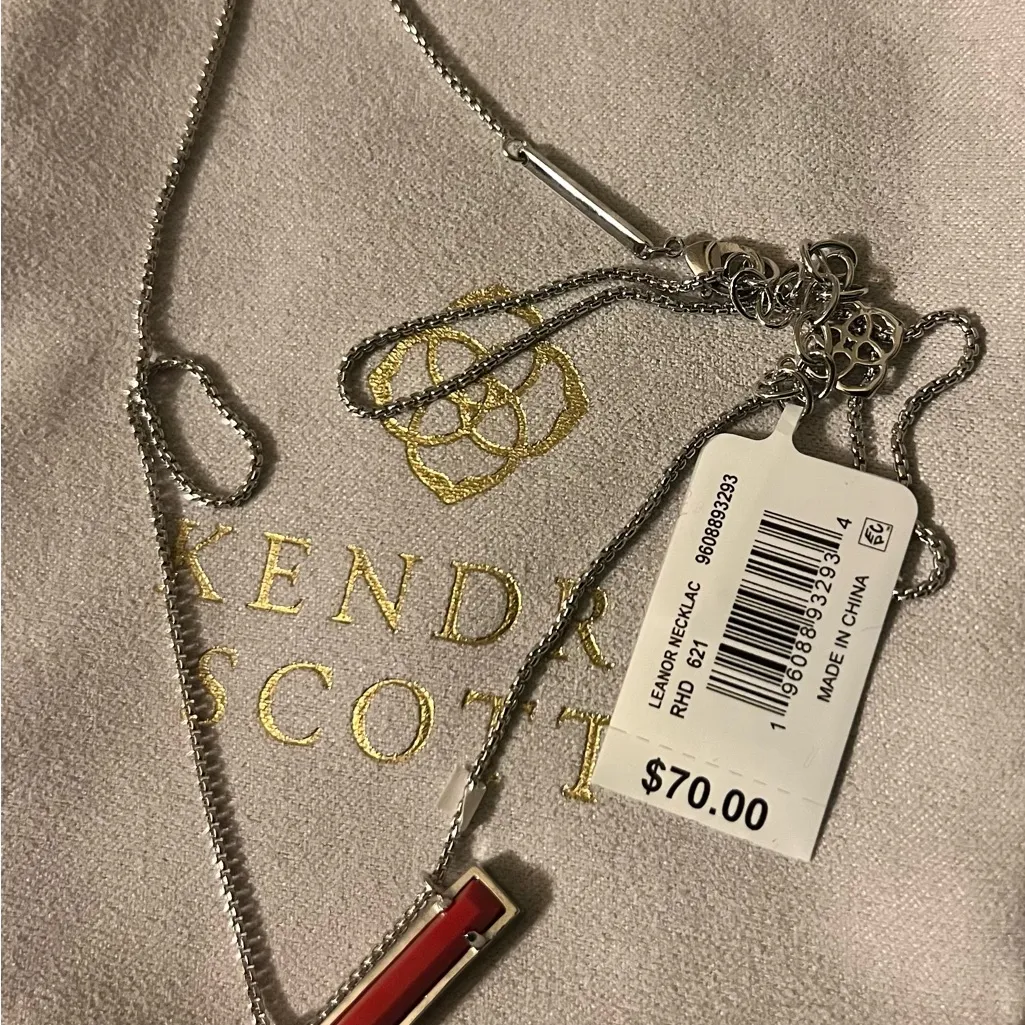 KENDR
SCOTT
LEANOR NECKLAC 9608893293
RHD 621
1 96088 93293 4
MADE IN CHINA
$70.00